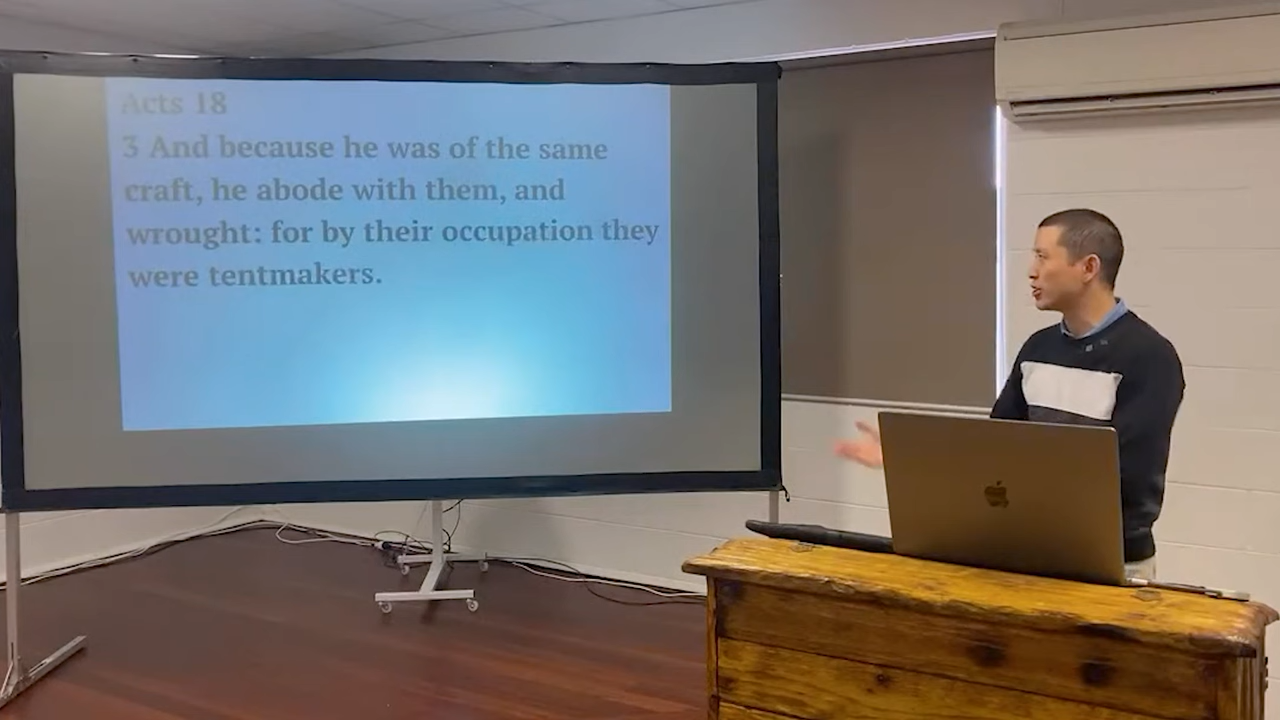 Acts 18
3 And because he was of the same
craft, he abode with them, and
wrought: for by their occupation they
were tentmakers.